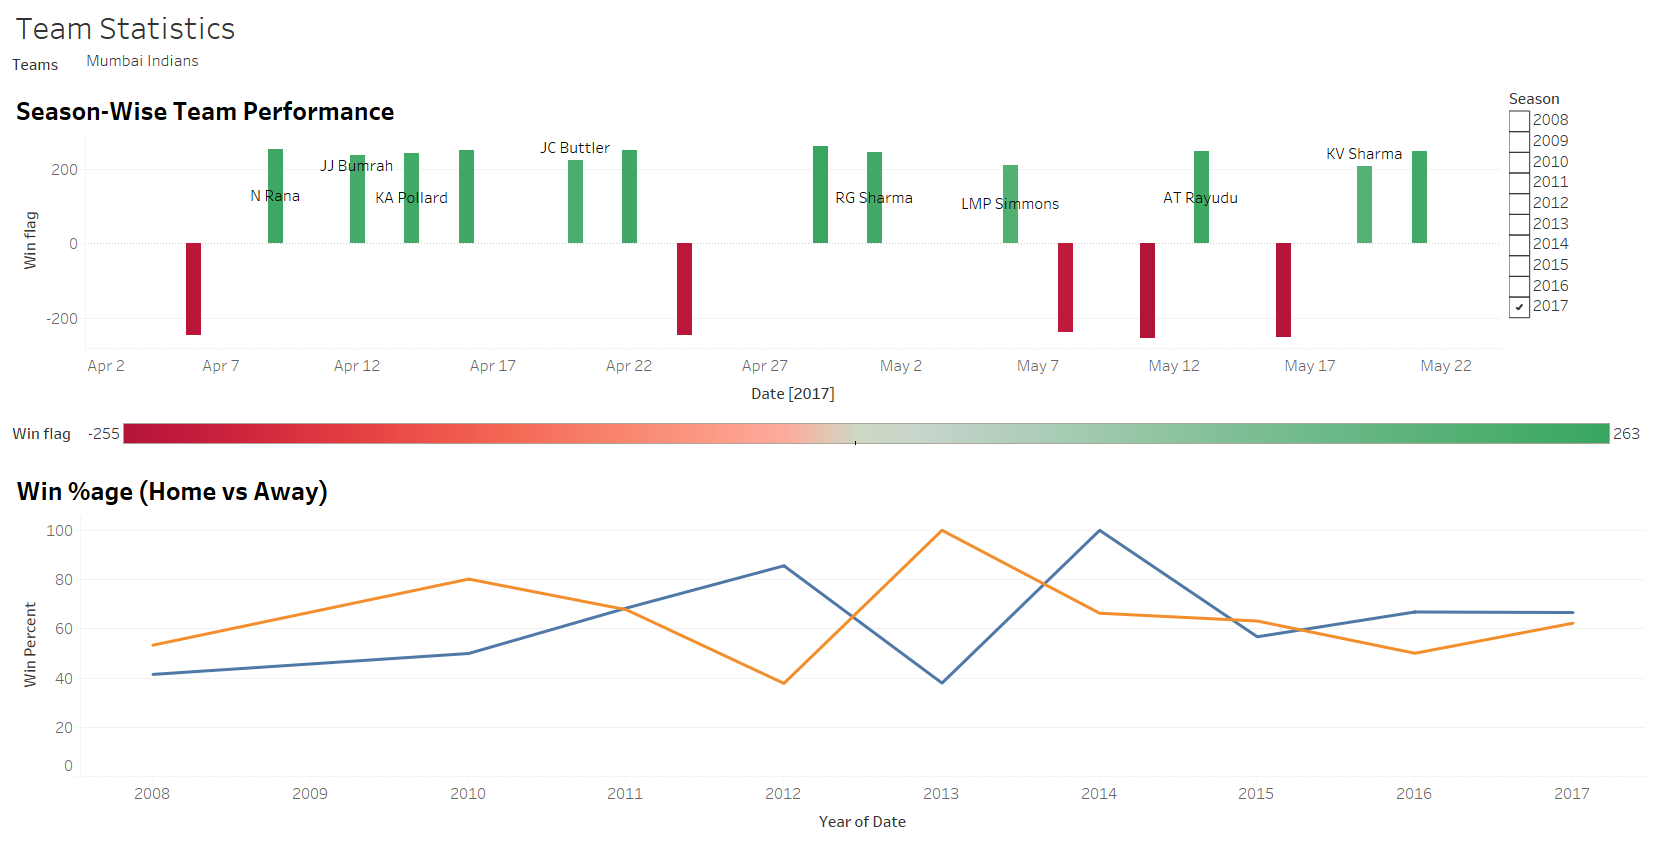 Team Statistics
Teams Mumbai Indians
Season-Wise Team Performance
Season
2008
2009
2010
2011
2012
2013
2014
2015
2016
2017
Win flag
200
0
-200
N Rana
JJ Bumrah
KA Pollard
JC Buttler
RG Sharma
LMP Simmons
AT Rayudu
KV Sharma
Apr 2 Apr 7 Apr 12 Apr 17 Apr 22 Apr 27 May 2 May 7 May 12 May 17 May 22
Date [2017]
Win flag -255 263
Win %age (Home vs Away)
Win Percent
100
80
60
40
20
0
2008 2009 2010 2011 2012 2013 2014 2015 2016 2017
Year of Date